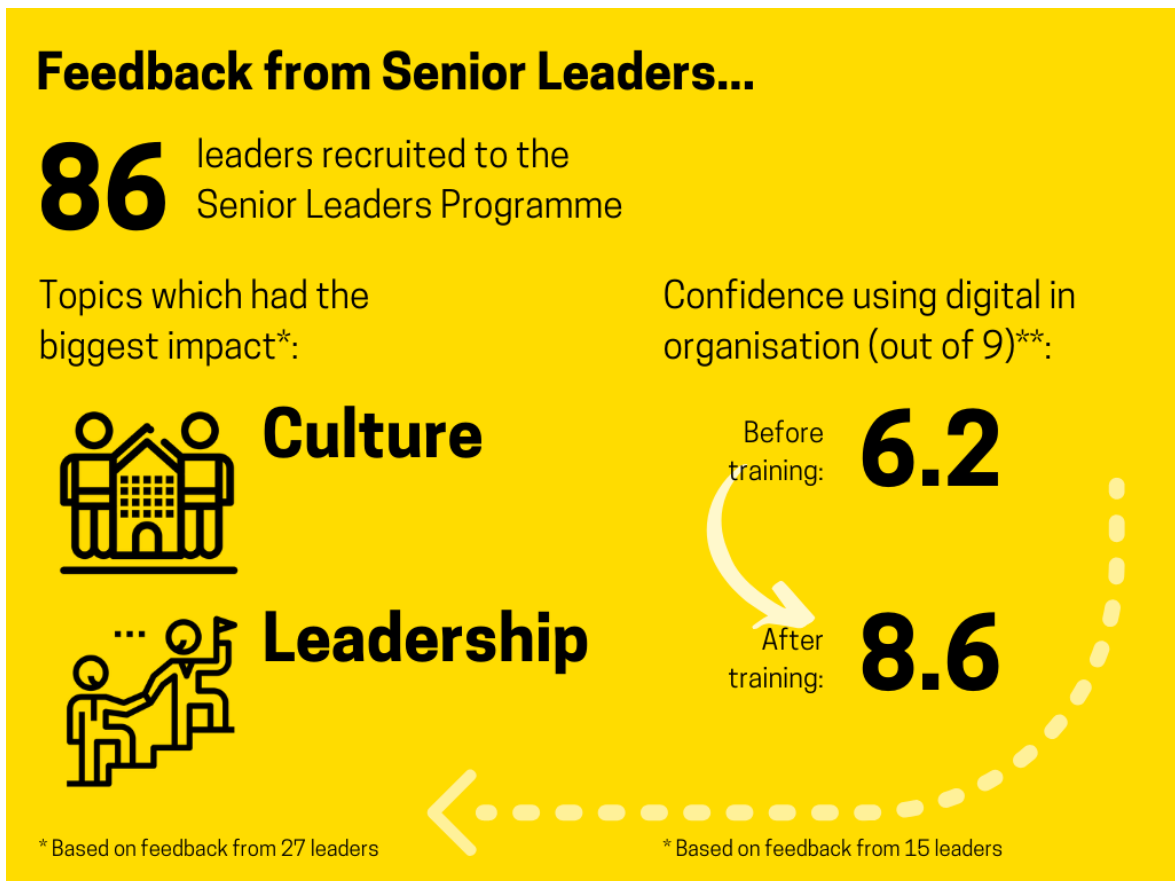 Feedback from Senior Leaders...
86
leaders recruited to the
Senior Leaders Programme
Topics which had the
biggest impact*:
Culture
...
Leadership
* Based on feedback from 27 leaders
Confidence using digital in
organisation (out of 9)**:
Before
training:
6.2
After
training:
8.6
* Based on feedback from 15 leaders